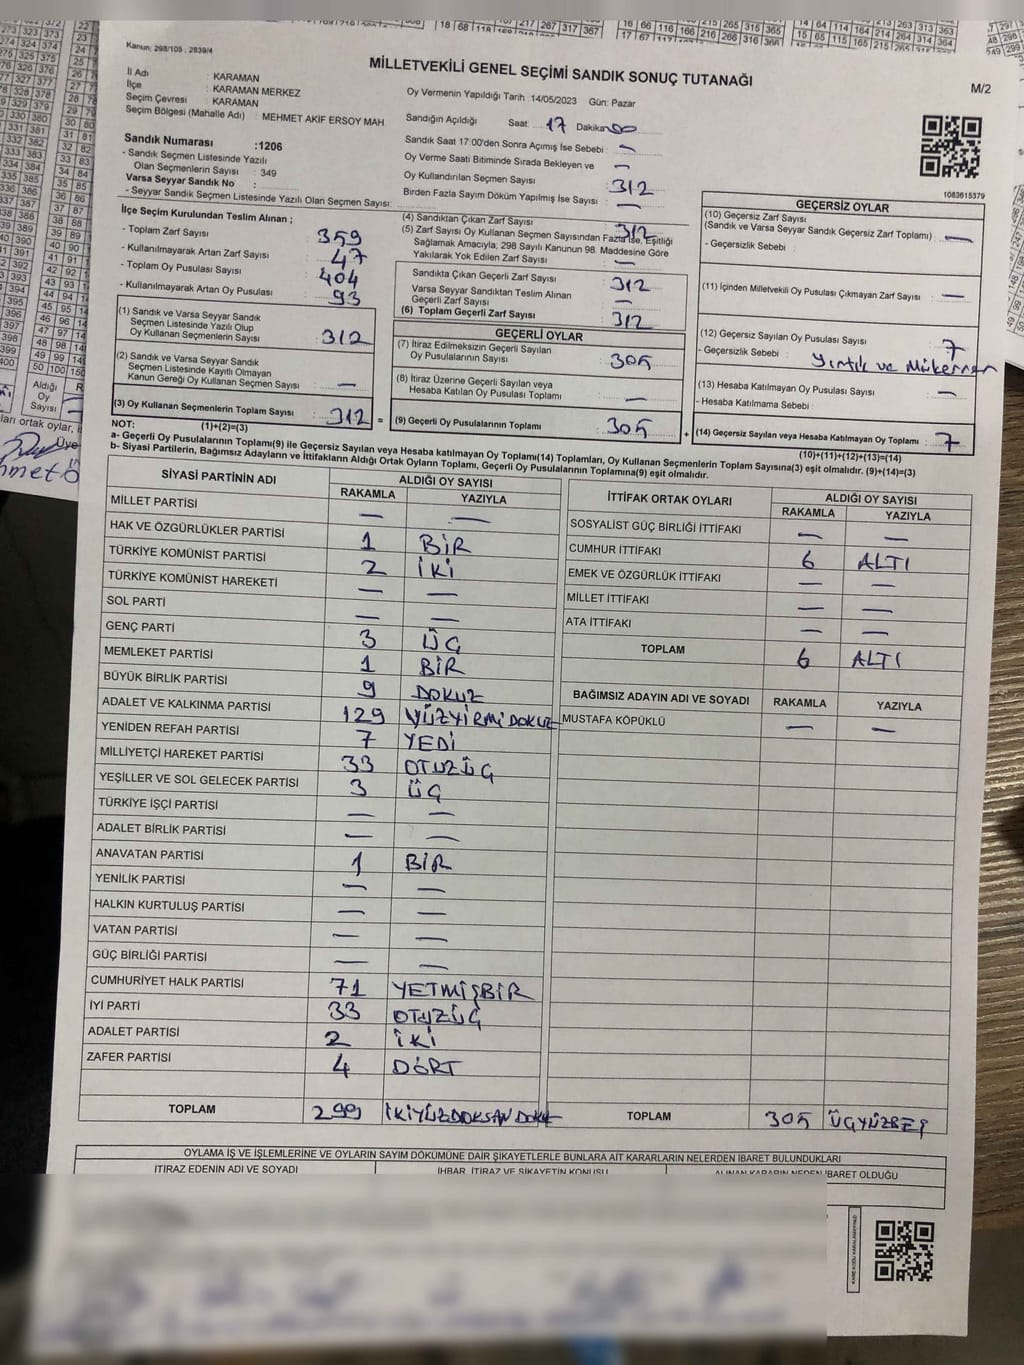 Kanun: 298/109 , 2839/4
MİLLETVEKİLİ GENEL SEÇİMİ SANDIK SONUÇ TUTANAĞI
M/2
İl Adı : KARAMAN
İlçe : KARAMAN MERKEZ
Seçim Çevresi : KARAMAN
Seçim Bölgesi (Mahalle Adı) : MEHMET AKİF ERSOY MAH
Oy Vermenin Yapıldığı Tarih :14/05/2023 Gün: Pazar
Sandığın Açıldığı Saat: 17 Dakika 00
Sandık Saat 17:00'den Sonra Açımış İse Sebebi : —
Oy Verme Saati Bitiminde Sırada Bekleyen ve
Oy Kullandırılan Seçmen Sayısı : —
Birden Fazla Sayım Döküm Yapılmış İse Sayısı : 312 —
Sandık Numarası :1206
- Sandık Seçmen Listesinde Yazılı
Olan Seçmenlerin Sayısı : 349
Varsa Seyyar Sandık No :
- Seyyar Sandık Seçmen Listesinde Yazılı Olan Seçmen Sayısı:
1083615379
İlçe Seçim Kurulundan Teslim Alınan ;
- Toplam Zarf Sayısı : 359
- Kullanılmayarak Artan Zarf Sayısı : 47
- Toplam Oy Pusulası Sayısı : 404
- Kullanılmayarak Artan Oy Pusulası : 93
(1) Sandık ve Varsa Seyyar Sandık
Seçmen Listesinde Yazılı Olup
Oy Kullanan Seçmenlerin Sayısı : 312
(2) Sandık ve Varsa Seyyar Sandık
Seçmen Listesinde Kayıtlı Olmayan
Kanun Gereği Oy Kullanan Seçmen Sayısı : —
(3) Oy Kullanan Seçmenlerin Toplam Sayısı : 312 =
(4) Sandıktan Çıkan Zarf Sayısı : 312
(5) Zarf Sayısı Oy Kullanan Seçmen Sayısından Fazla İse, Eşitliği
Sağlamak Amacıyla; 298 Sayılı Kanunun 98. Maddesine Göre
Yakılarak Yok Edilen Zarf Sayısı : —
Sandıkta Çıkan Geçerli Zarf Sayısı : 312
Varsa Seyyar Sandıktan Teslim Alınan
Geçerli Zarf Sayısı : —
(6) Toplam Geçerli Zarf Sayısı : 312
GEÇERLİ OYLAR
(7) İtiraz Edilmeksizin Geçerli Sayılan
Oy Pusulalarının Sayısı : 305
(8) İtiraz Üzerine Geçerli Sayılan veya
Hesaba Katılan Oy Pusulası Toplamı : —
(9) Geçerli Oy Pusulalarının Toplamı : 305 +
GEÇERSİZ OYLAR
(10) Geçersiz Zarf Sayısı
(Sandık ve Varsa Seyyar Sandık Geçersiz Zarf Toplamı) : —
- Geçersizlik Sebebi :
(11) İçinden Milletvekili Oy Pusulası Çıkmayan Zarf Sayısı : —
(12) Geçersiz Sayılan Oy Pusulası Sayısı : 7
- Geçersizlik Sebebi : Yırtık ve Mükerrer
(13) Hesaba Katılmayan Oy Pusulası Sayısı : —
- Hesaba Katılmama Sebebi :
(14) Geçersiz Sayılan veya Hesaba Katılmayan Oy Toplamı : 7
NOT: (1)+(2)=(3) (10)+(11)+(12)+(13)=(14)
a- Geçerli Oy Pusulalarının Toplamı(9) ile Geçersiz Sayılan veya Hesaba katılmayan Oy Toplamı(14) Toplamları, Oy Kullanan Seçmenlerin Toplam Sayısına(3) eşit olmalıdır. (9)+(14)=(3)
b- Siyasi Partilerin, Bağımsız Adayların ve İttifakların Aldığı Ortak Oyların Toplamı, Geçerli Oy Pusulalarının Toplamına(9) eşit olmalıdır.
SİYASİ PARTİNİN ADI ALDIĞI OY SAYISI
RAKAMLA YAZIYLA
MİLLET PARTİSİ — —
HAK VE ÖZGÜRLÜKLER PARTİSİ 1 BİR
TÜRKİYE KOMÜNİST PARTİSİ 2 İKİ
TÜRKİYE KOMÜNİST HAREKETİ — —
SOL PARTİ — —
GENÇ PARTİ 3 ÜÇ
MEMLEKET PARTİSİ 1 BİR
BÜYÜK BİRLİK PARTİSİ 9 DOKUZ
ADALET VE KALKINMA PARTİSİ 129 YÜZYİRMİDOKUZ
YENİDEN REFAH PARTİSİ 7 YEDİ
MİLLİYETÇİ HAREKET PARTİSİ 33 OTUZÜÇ
YEŞİLLER VE SOL GELECEK PARTİSİ 3 ÜÇ
TÜRKİYE İŞÇİ PARTİSİ — —
ADALET BİRLİK PARTİSİ — —
ANAVATAN PARTİSİ 1 BİR
YENİLİK PARTİSİ — —
HALKIN KURTULUŞ PARTİSİ — —
VATAN PARTİSİ — —
GÜÇ BİRLİĞİ PARTİSİ — —
CUMHURİYET HALK PARTİSİ 71 YETMİŞBİR
İYİ PARTİ 33 OTUZÜÇ
ADALET PARTİSİ 2 İKİ
ZAFER PARTİSİ 4 DÖRT
TOPLAM 299 İKİYÜZDOKSAN DOKUZ
İTTİFAK ORTAK OYLARI ALDIĞI OY SAYISI
RAKAMLA YAZIYLA
SOSYALİST GÜÇ BİRLİĞİ İTTİFAKI — —
CUMHUR İTTİFAKI 6 ALTI
EMEK VE ÖZGÜRLÜK İTTİFAKI — —
MİLLET İTTİFAKI — —
ATA İTTİFAKI — —
TOPLAM 6 ALTI
BAĞIMSIZ ADAYIN ADI VE SOYADI RAKAMLA YAZIYLA
MUSTAFA KÖPÜKLÜ — —
TOPLAM 305 ÜÇYÜZBEŞ
OYLAMA İŞ VE İŞLEMLERİNE VE OYLARIN SAYIM DÖKÜMÜNE DAİR ŞİKAYETLERLE BUNLARA AİT KARARLARIN NELERDEN İBARET BULUNDUKLARI
İTİRAZ EDENİN ADI VE SOYADI İHBAR, İTİRAZ VE ŞİKAYETİN KONUSU ALINAN KARARIN NEDEN İBARET OLDUĞU